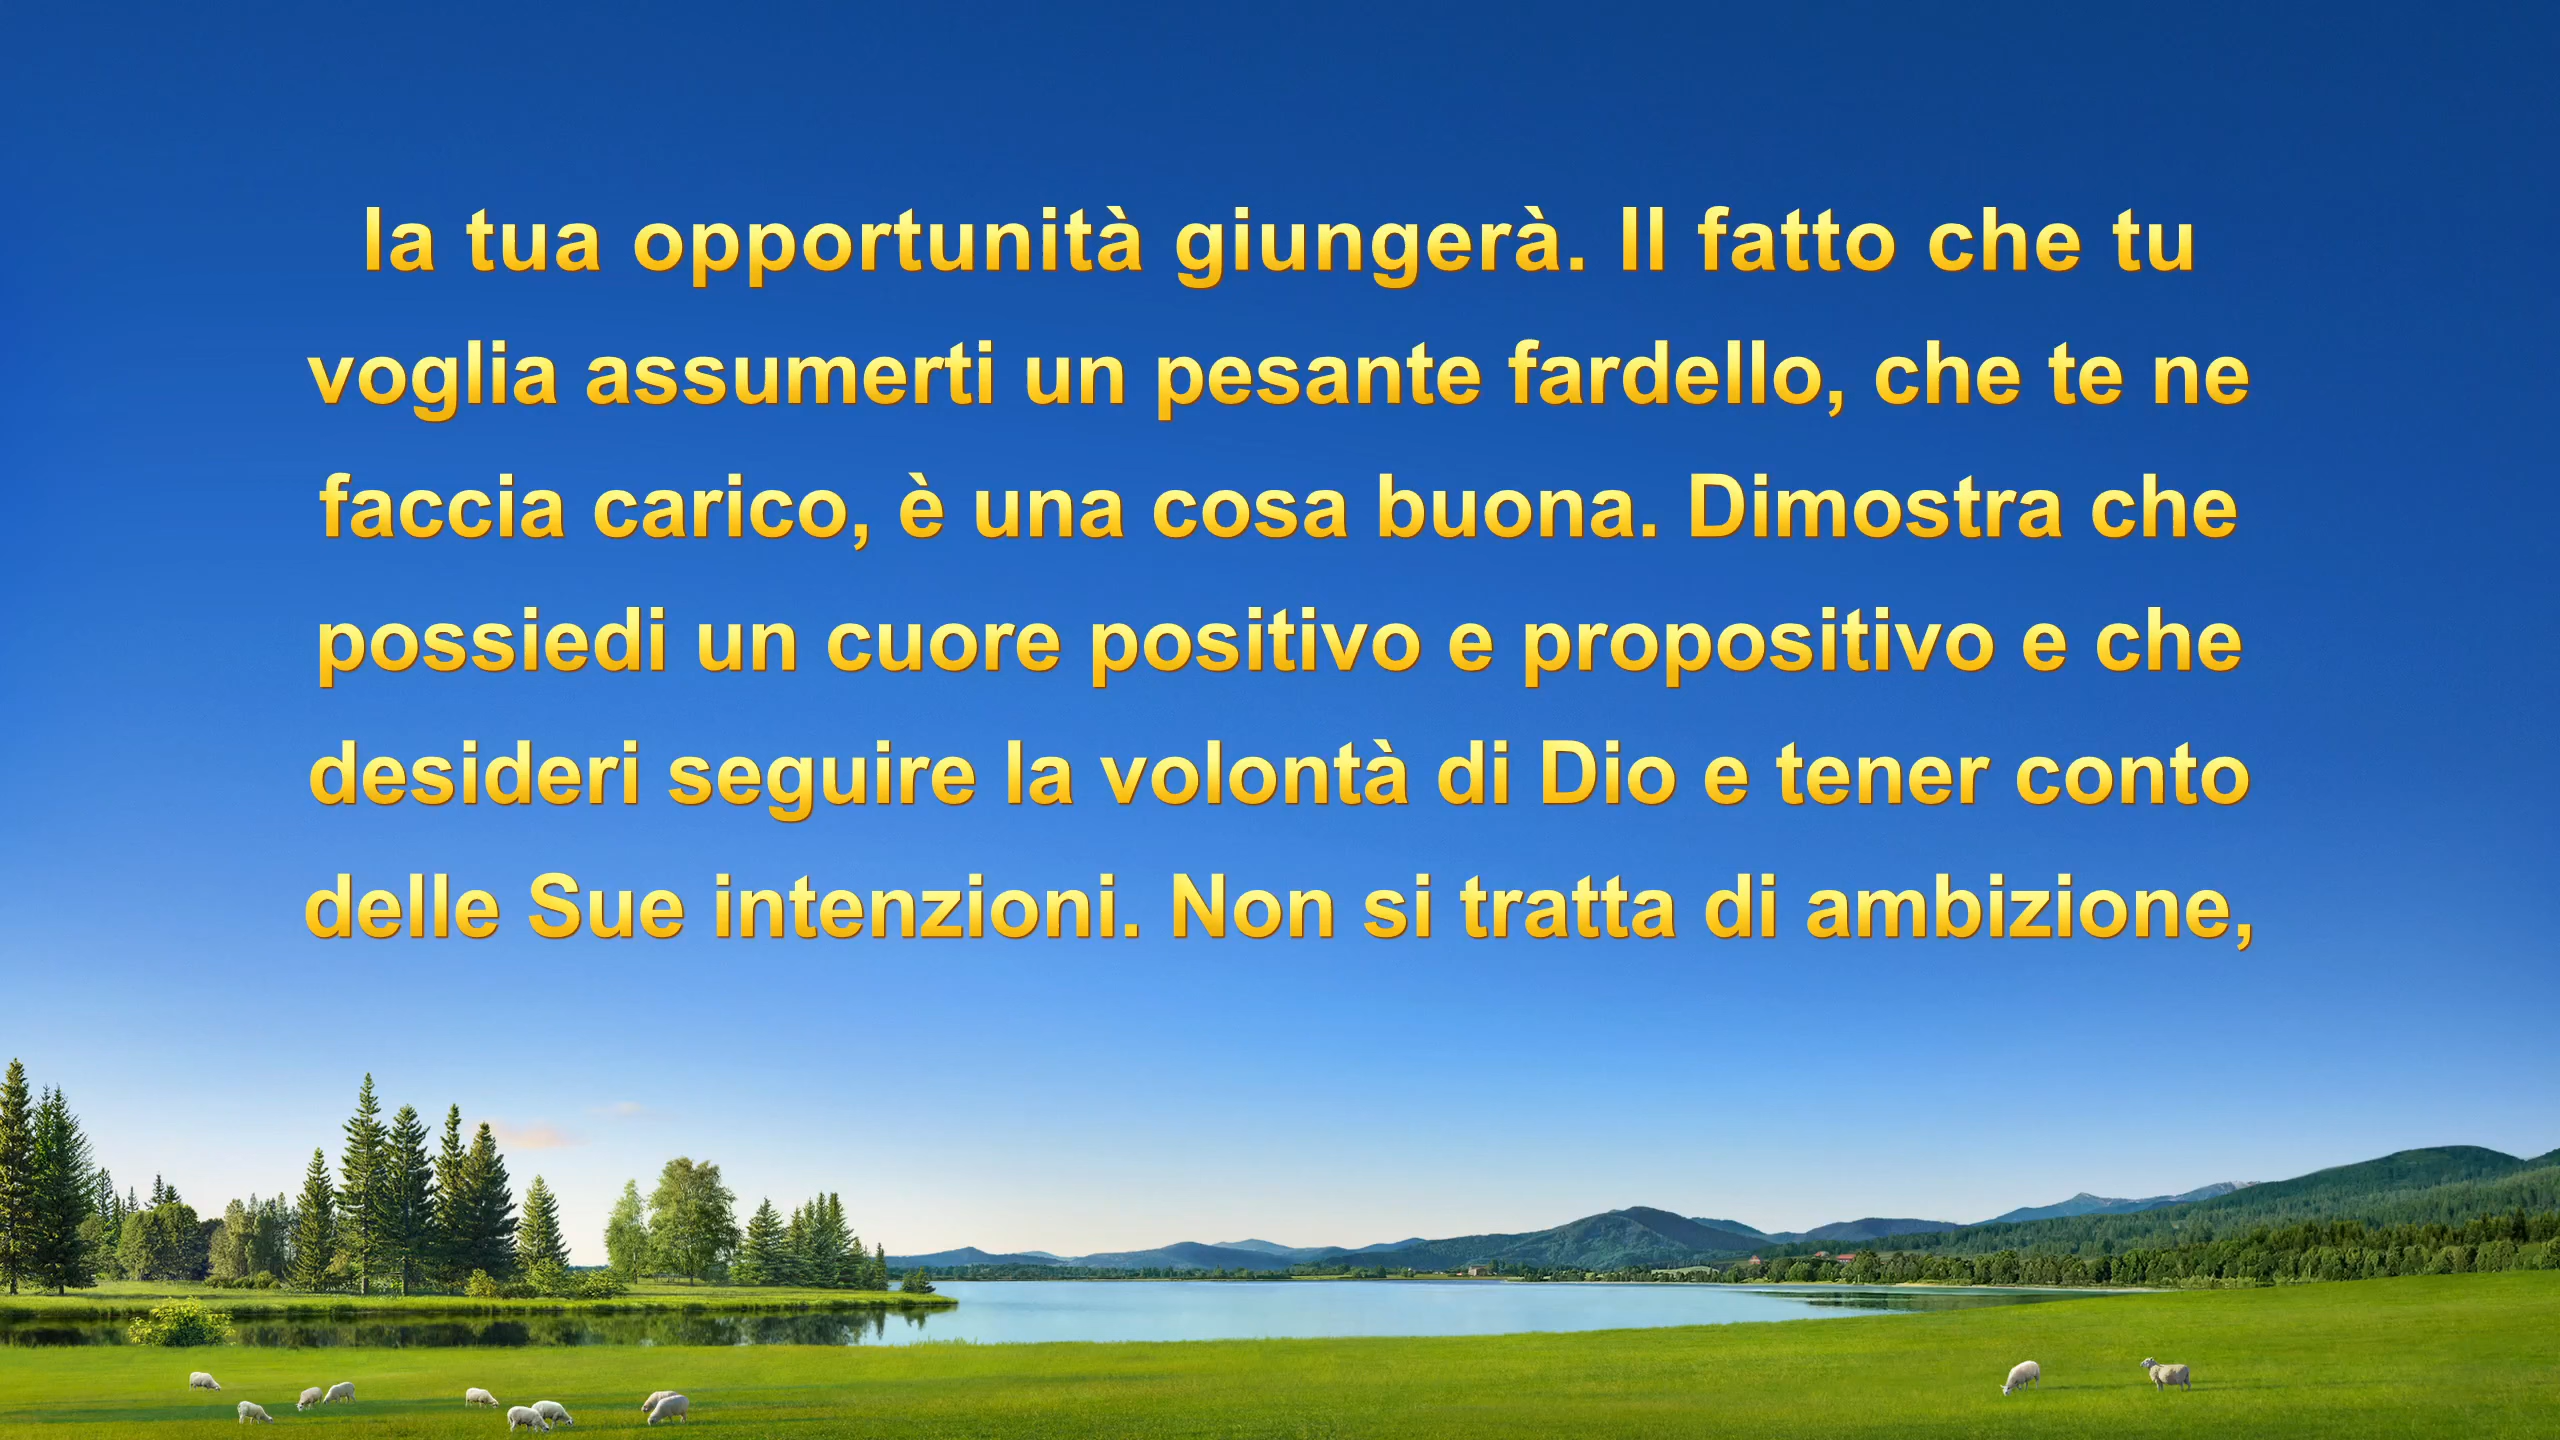 la tua opportunità giungerà. Il fatto che tu
voglia assumerti un pesante fardello, che te ne
faccia carico, è una cosa buona. Dimostra che
possiedi un cuore positivo e propositivo e che
desideri seguire la volontà di Dio e tener conto
delle Sue intenzioni. Non si tratta di ambizione,